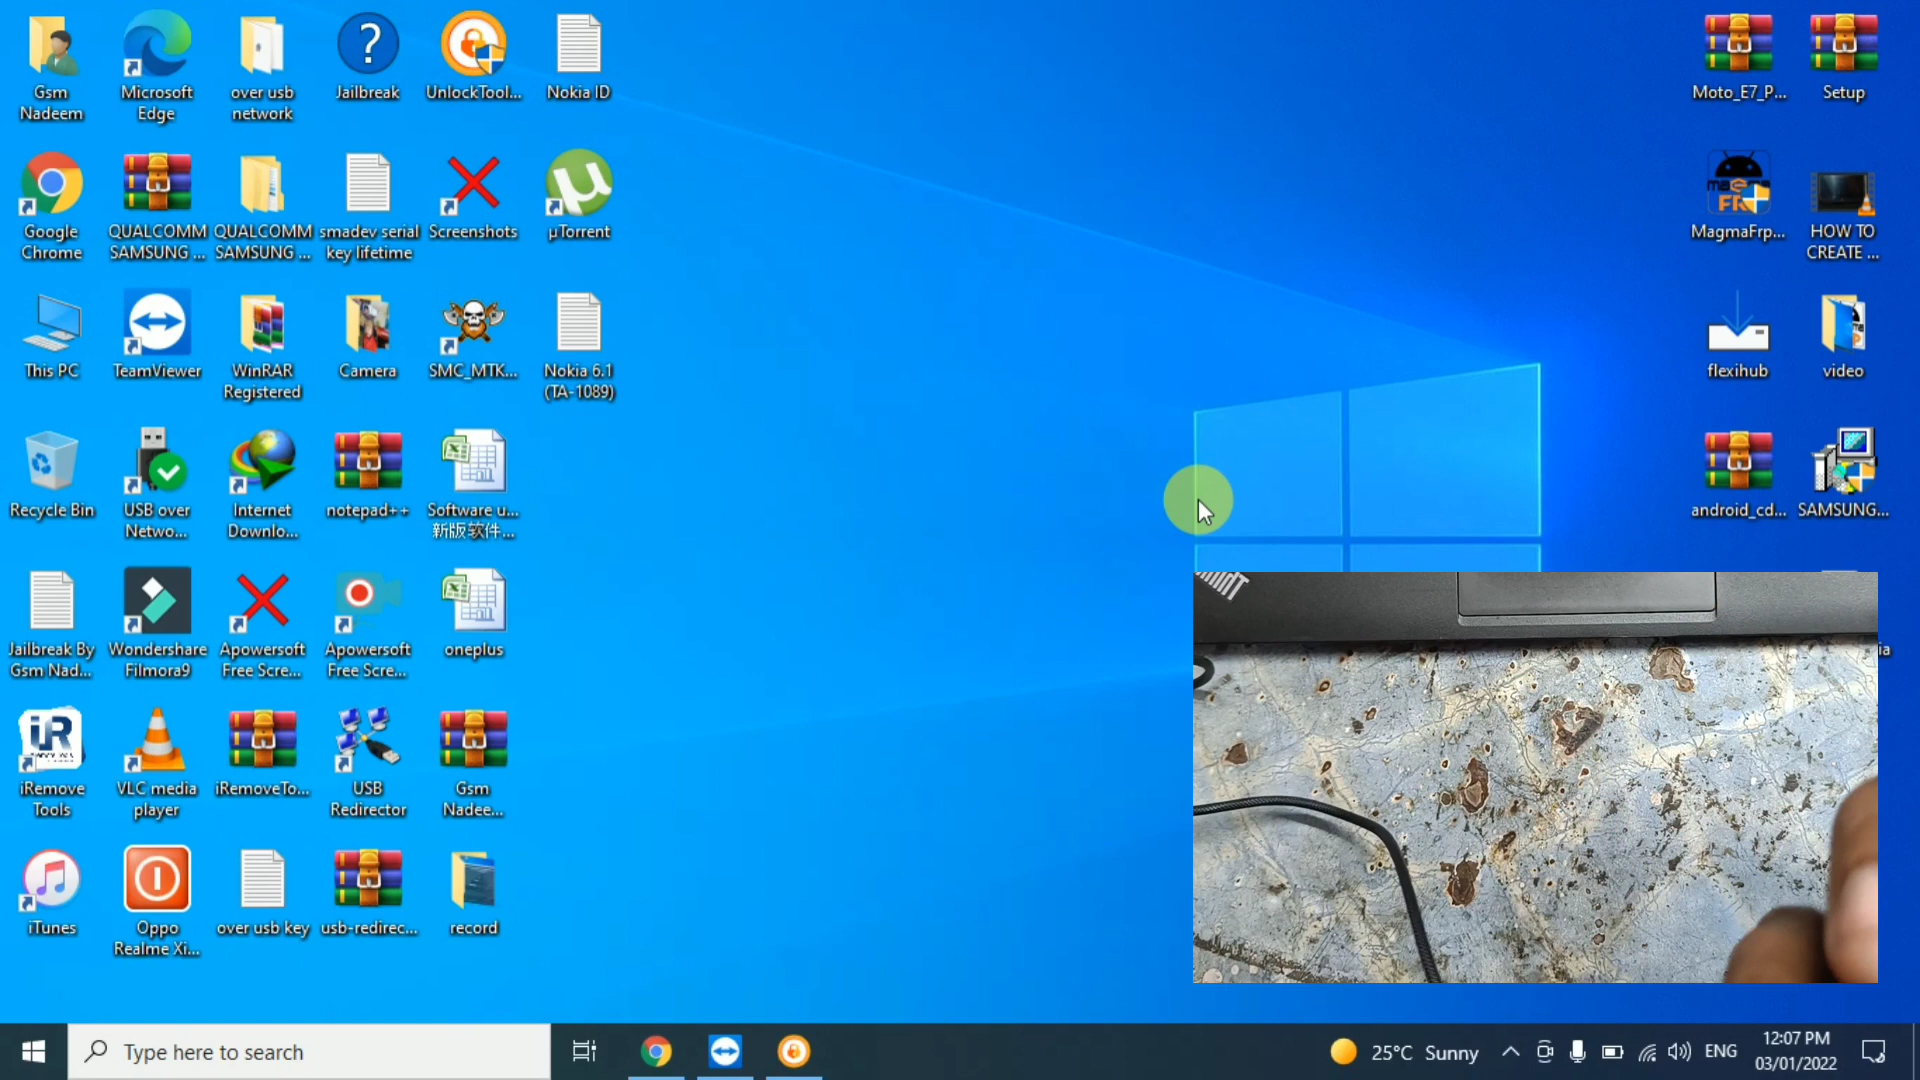 Gsm
Nadeem
Microsoft
Edge
over usb
network
Jailbreak
UnlockTool...
Nokia ID
Moto_E7_P...
Setup
Google
Chrome
QUALCOMM
SAMSUNG ...
QUALCOMM
SAMSUNG ...
smadev serial
key lifetime
Screenshots
µTorrent
MagmaFrp...
HOW TO
CREATE ...
This PC
TeamViewer
WinRAR
Registered
Camera
SMC_MTK...
Nokia 6.1
(TA-1089)
flexihub
video
Recycle Bin
USB over
Netwo...
Internet
Downlo...
notepad++
Software u...
新版软件...
android_cd...
SAMSUNG...
Jailbreak By
Gsm Nad...
Wondershare
Filmora9
Apowersoft
Free Scre...
Apowersoft
Free Scre...
oneplus
iRemove
Tools
VLC media
player
iRemoveTo...
USB
Redirector
Gsm
Nadee...
iTunes
Oppo
Realme Xi...
over usb key
usb-redirec...
record
Type here to search
25°C Sunny
ENG
12:07 PM
03/01/2022